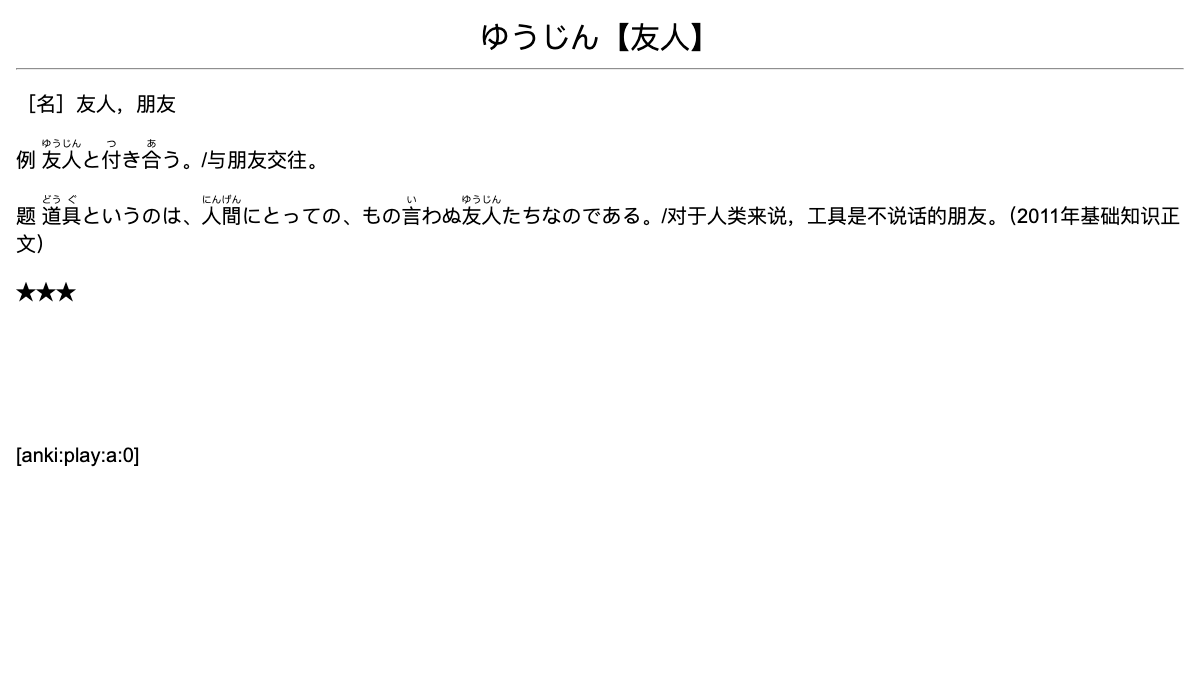 ゆうじん【友人】
［名］友人，朋友
ゆうじん つ あ
例 友人と付き合う。/与朋友交往。
どう ぐ にんげん い ゆうじん
题 道具というのは、人間にとっての、もの言わぬ友人たちなのである。/对于人类来说，工具是不说话的朋友。（2011年基础知识正
文）
★★★
[anki:play:a:0]